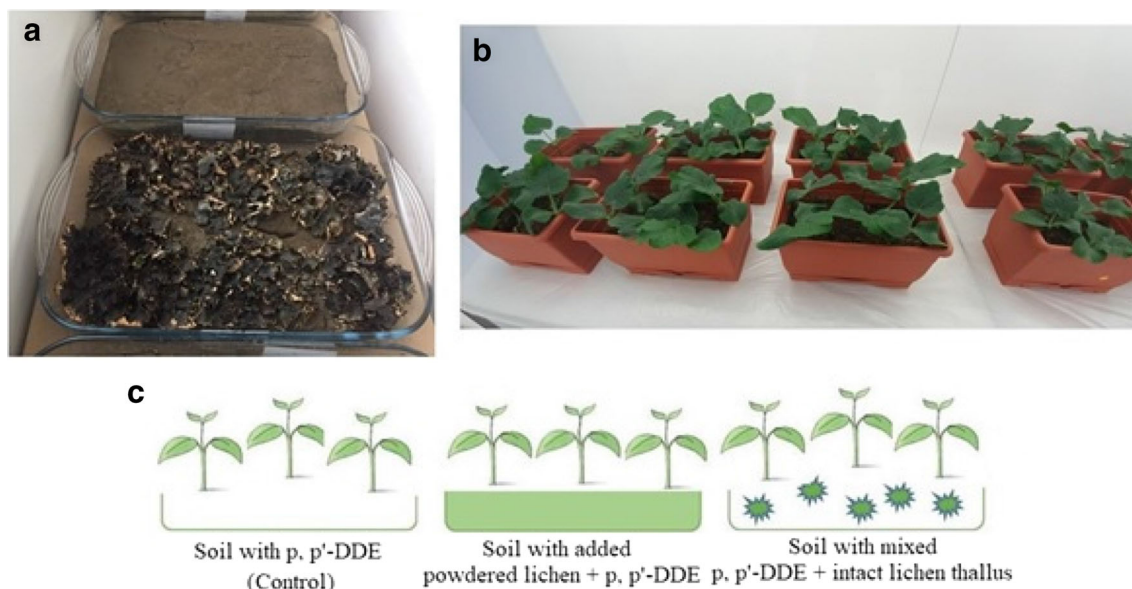 a
b
c
Soil with p, p'-DDE
(Control)
Soil with added
powdered lichen + p, p'-DDE
Soil with mixed
p, p'-DDE + intact lichen thallus